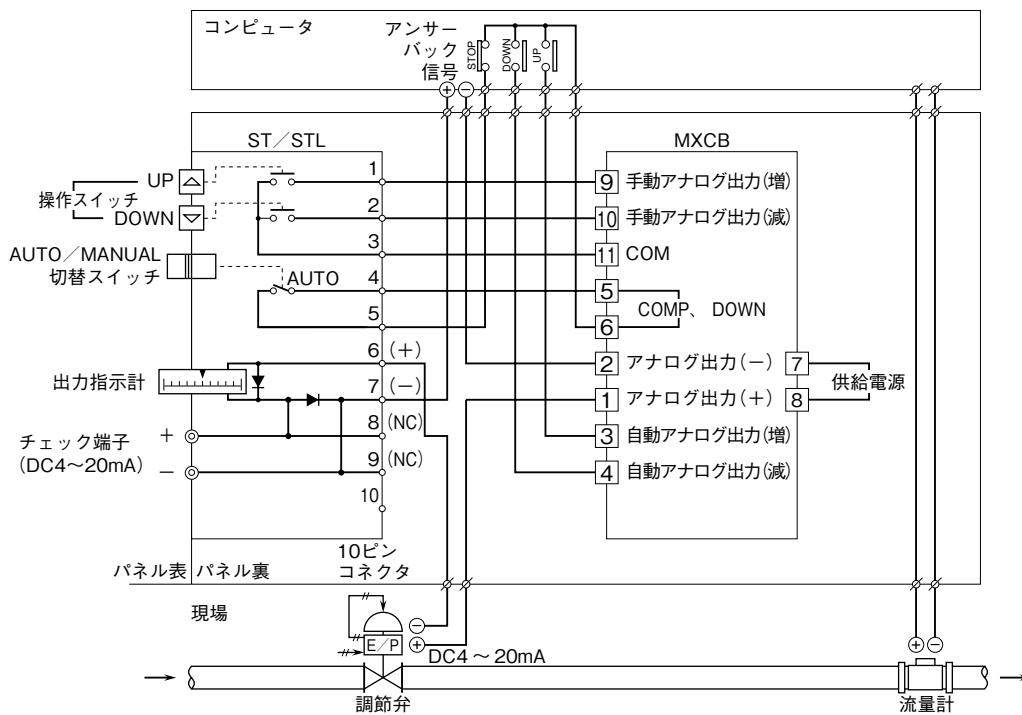 コンピュータ
アンサー
バック
信号
STOP
DOWN
UP
+
−
ST／STL
MXCB
UP
操作スイッチ
DOWN
AUTO／MANUAL
切替スイッチ
AUTO
1
2
3
4
5
6 (＋)
7 (−)
8 (NC)
9 (NC)
10
9 手動アナログ出力(増)
10 手動アナログ出力(減)
11 COM
5
COMP、 DOWN
6
2 アナログ出力(−)
7
供給電源
1 アナログ出力(＋)
8
3 自動アナログ出力(増)
4 自動アナログ出力(減)
出力指示計
チェック端子 ＋
(DC4〜20mA) −
10ピン
コネクタ
パネル表 パネル裏
現場
−
E／P
+
DC4 〜 20mA
+ −
調節弁
流量計